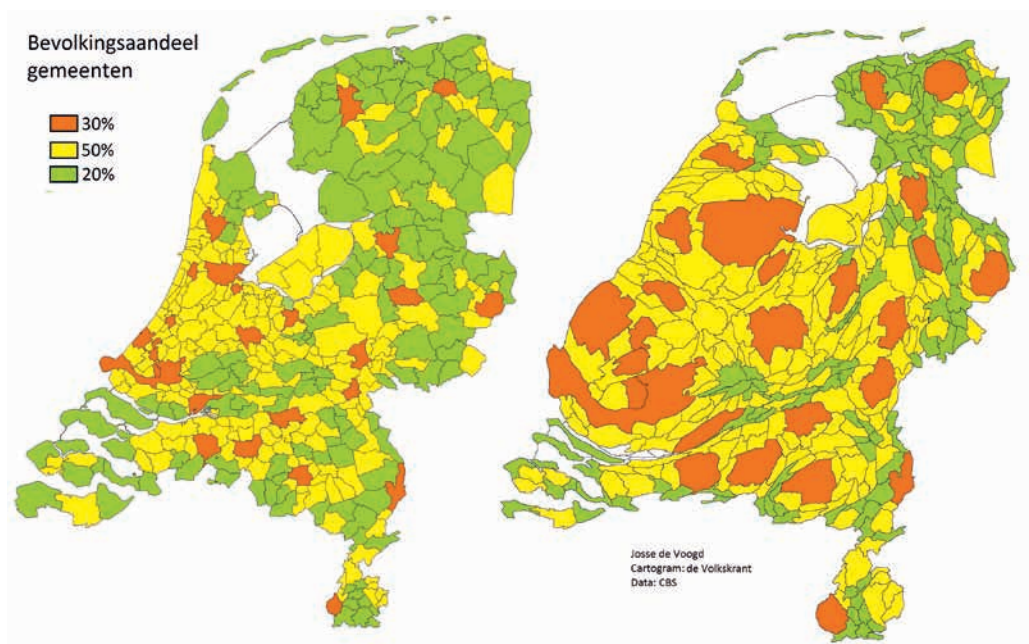 Bevolkingsaandeel
gemeenten
30%
50%
20%
Josse de Voogd
Cartogram: de Volkskrant
Data: CBS